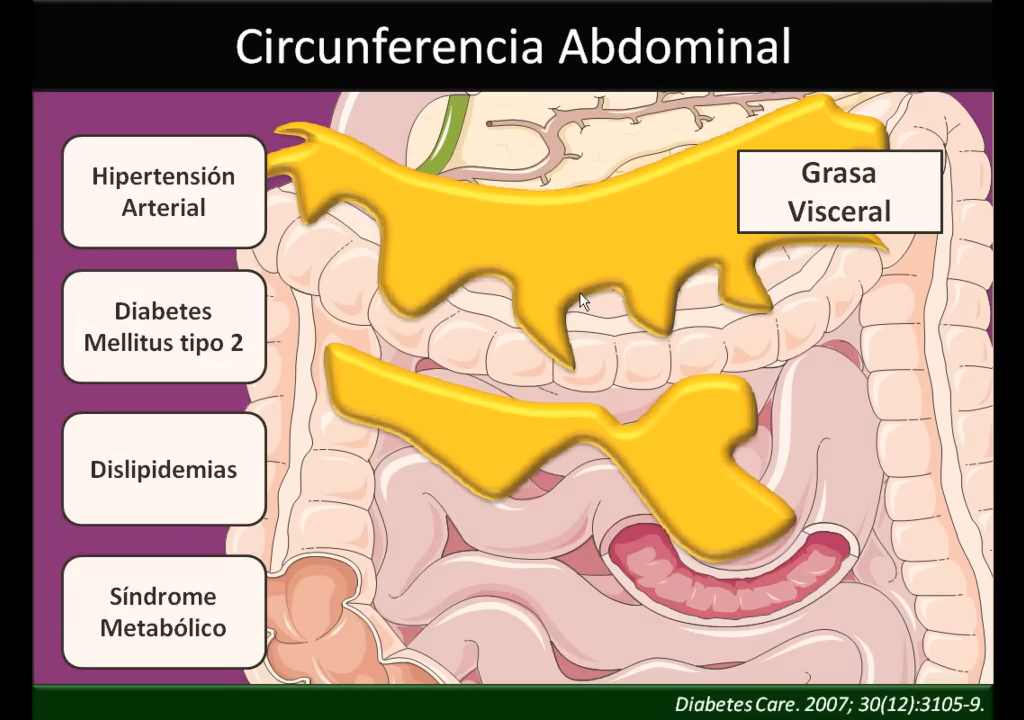 Circunferencia Abdominal
Hipertensión
Arterial
Grasa
Visceral
Diabetes
Mellitus tipo 2
Dislipidemias
Síndrome
Metabólico
Diabetes Care. 2007; 30(12):3105-9.